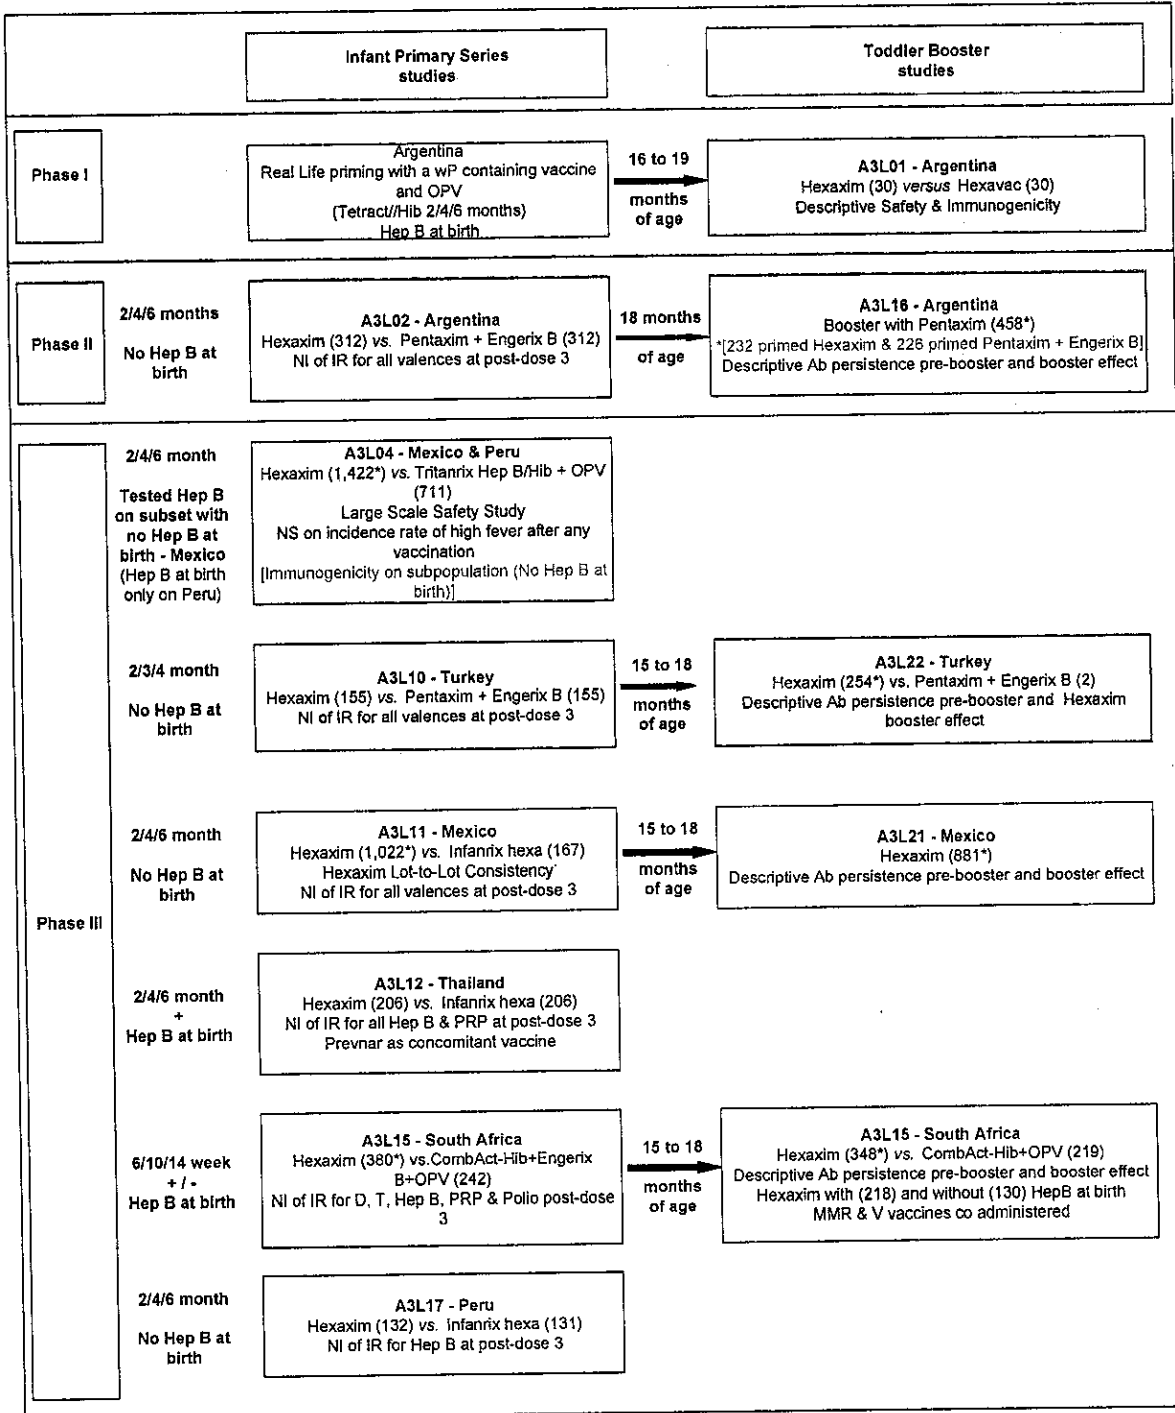 Infant Primary Series
studies
Toddler Booster
studies
Phase I
Argentina
Real Life priming with a wP containing vaccine
and OPV
(Tetract//Hib 2/4/6 months)
Hep B at birth
16 to 19
months
of age
A3L01 - Argentina
Hexaxim (30) versus Hexavac (30)
Descriptive Safety & Immunogenicity
Phase II
2/4/6 months
No Hep B at
birth
A3L02 - Argentina
Hexaxim (312) vs. Pentaxim + Engerix B (312)
NI of IR for all valences at post-dose 3
18 months
of age
A3L16 - Argentina
Booster with Pentaxim (458*)
*[232 primed Hexaxim & 226 primed Pentaxim + Engerix B]
Descriptive Ab persistence pre-booster and booster effect
Phase III
2/4/6 month
Tested Hep B
on subset with
no Hep B at
birth - Mexico
(Hep B at birth
only on Peru)
A3L04 - Mexico & Peru
Hexaxim (1,422*) vs. Tritanrix Hep B/Hib + OPV
(711)
Large Scale Safety Study
NS on incidence rate of high fever after any
vaccination
[Immunogenicity on subpopulation (No Hep B at
birth)]
2/3/4 month
No Hep B at
birth
A3L10 - Turkey
Hexaxim (155) vs. Pentaxim + Engerix B (155)
NI of IR for all valences at post-dose 3
15 to 18
months
of age
A3L22 - Turkey
Hexaxim (254*) vs. Pentaxim + Engerix B (2)
Descriptive Ab persistence pre-booster and Hexaxim
booster effect
2/4/6 month
No Hep B at
birth
A3L11 - Mexico
Hexaxim (1,022*) vs. Infanrix hexa (167)
Hexaxim Lot-to-Lot Consistency
NI of IR for all valences at post-dose 3
15 to 18
months
of age
A3L21 - Mexico
Hexaxim (881*)
Descriptive Ab persistence pre-booster and booster effect
2/4/6 month
+
Hep B at birth
A3L12 - Thailand
Hexaxim (206) vs. Infanrix hexa (206)
NI of IR for all Hep B & PRP at post-dose 3
Prevnar as concomitant vaccine
6/10/14 week
+ / -
Hep B at birth
A3L15 - South Africa
Hexaxim (380*) vs.CombAct-Hib+Engerix
B+OPV (242)
NI of IR for D, T, Hep B, PRP & Polio post-dose
3
15 to 18
months
of age
A3L15 - South Africa
Hexaxim (348*) vs. CombAct-Hib+OPV (219)
Descriptive Ab persistence pre-booster and booster effect
Hexaxim with (218) and without (130) HepB at birth
MMR & V vaccines co administered
2/4/6 month
No Hep B at
birth
A3L17 - Peru
Hexaxim (132) vs. Infanrix hexa (131)
NI of IR for Hep B at post-dose 3